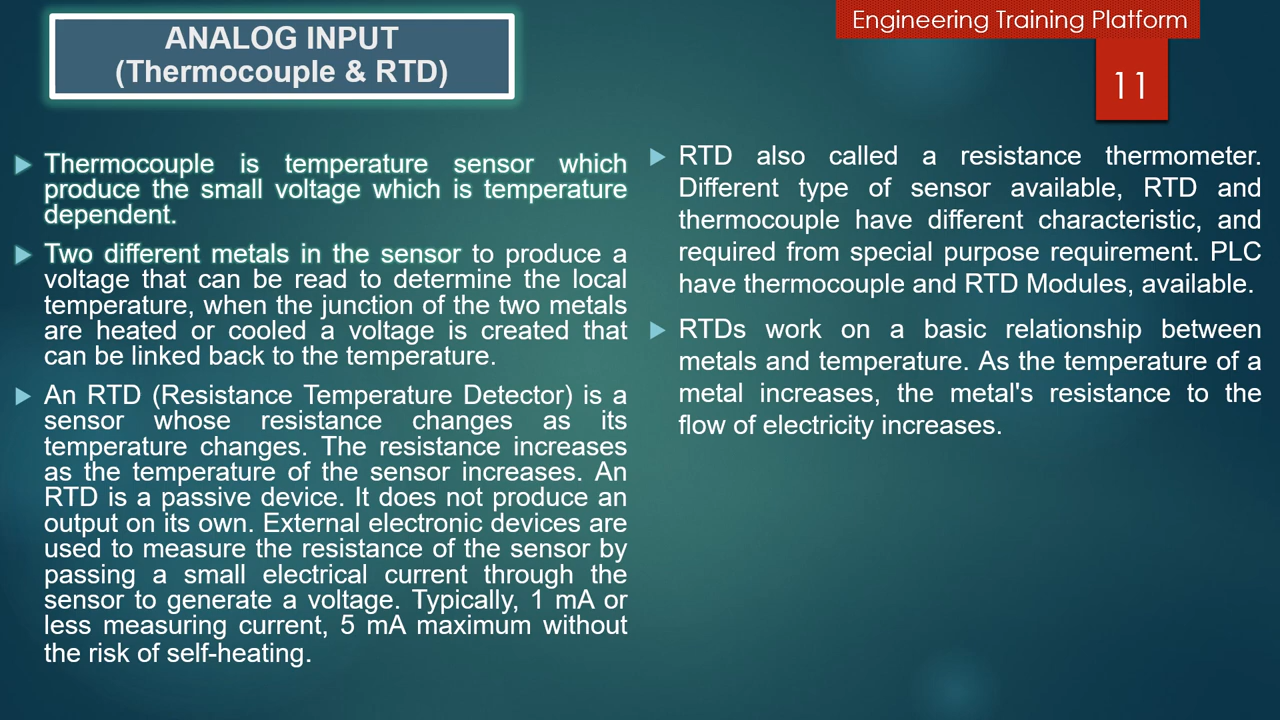 ANALOG INPUT
(Thermocouple & RTD)
Engineering Training Platform
11
Thermocouple is temperature sensor which
produce the small voltage which is temperature
dependent.
Two different metals in the sensor to produce a
voltage that can be read to determine the local
temperature, when the junction of the two metals
are heated or cooled a voltage is created that
can be linked back to the temperature.
An RTD (Resistance Temperature Detector) is a
sensor whose resistance changes as its
temperature changes. The resistance increases
as the temperature of the sensor increases. An
RTD is a passive device. It does not produce an
output on its own. External electronic devices are
used to measure the resistance of the sensor by
passing a small electrical current through the
sensor to generate a voltage. Typically, 1 mA or
less measuring current, 5 mA maximum without
the risk of self-heating.
RTD also called a resistance thermometer.
Different type of sensor available, RTD and
thermocouple have different characteristic, and
required from special purpose requirement. PLC
have thermocouple and RTD Modules, available.
RTDs work on a basic relationship between
metals and temperature. As the temperature of a
metal increases, the metal's resistance to the
flow of electricity increases.